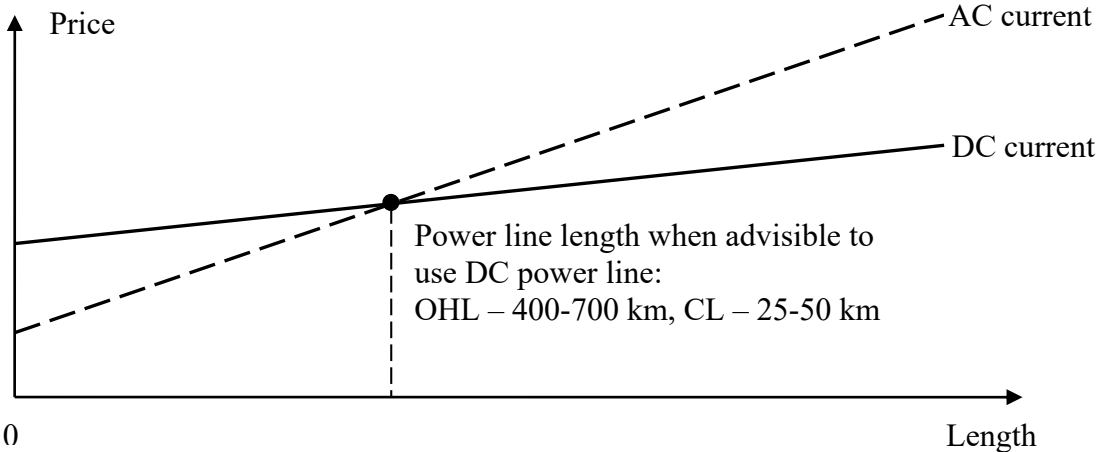 Price
AC current
DC current
Power line length when advisible to
use DC power line:
OHL – 400-700 km, CL – 25-50 km
0
Length